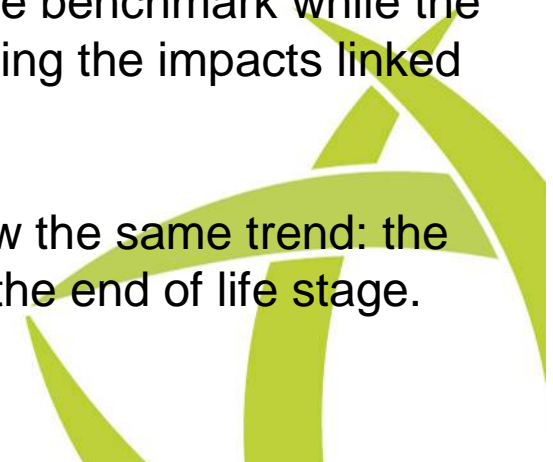 benchmark while the
ing the impacts linked
the same trend: the
the end of life stage.